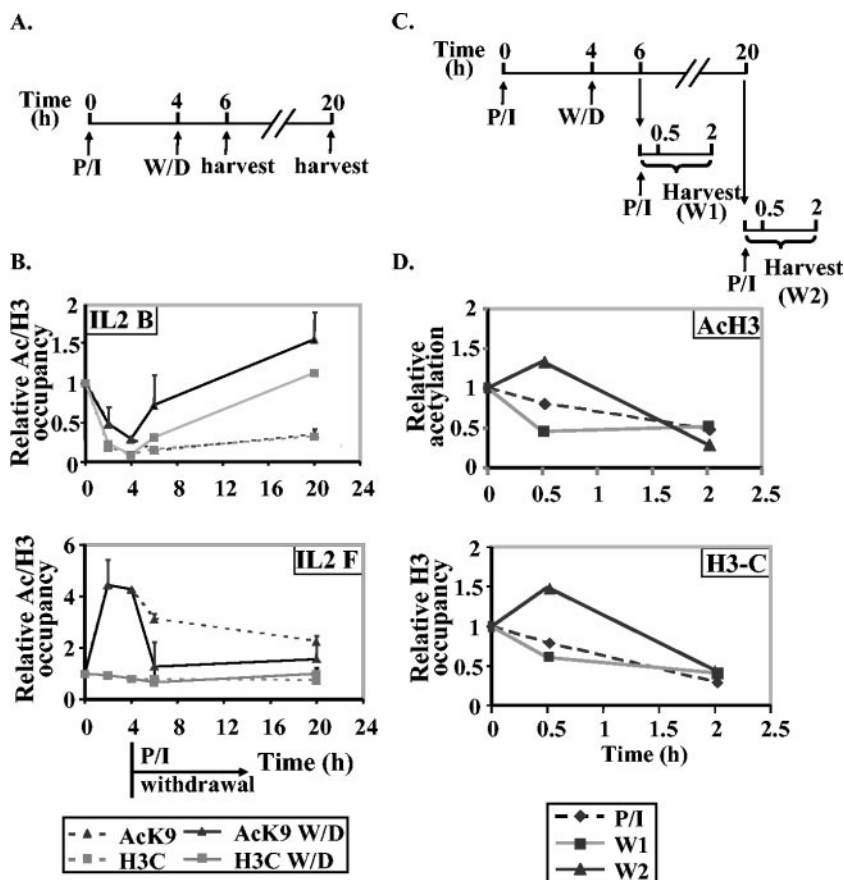 A.
Time (h)
0 4 6 20
P/I W/D harvest harvest
C.
Time (h)
0 4 6 20
P/I W/D
0.5 2
P/I Harvest (W1)
0.5 2
P/I Harvest (W2)
B.
IL2 B
Relative Ac/H3 occupancy
2
1.5
1
0.5
0
0 4 8 12 16 20 24
IL2 F
Relative Ac/H3 occupancy
6
4
2
0
0 4 8 12 16 20 24
P/I withdrawal
Time (h)
AcK9 AcK9 W/D
H3C H3C W/D
D.
AcH3
Relative acetylation
2
1.5
1
0.5
0
0 0.5 1 1.5 2 2.5
H3-C
Relative H3 occupancy
2
1.5
1
0.5
0
0 0.5 1 1.5 2 2.5
Time (h)
P/I
W1
W2